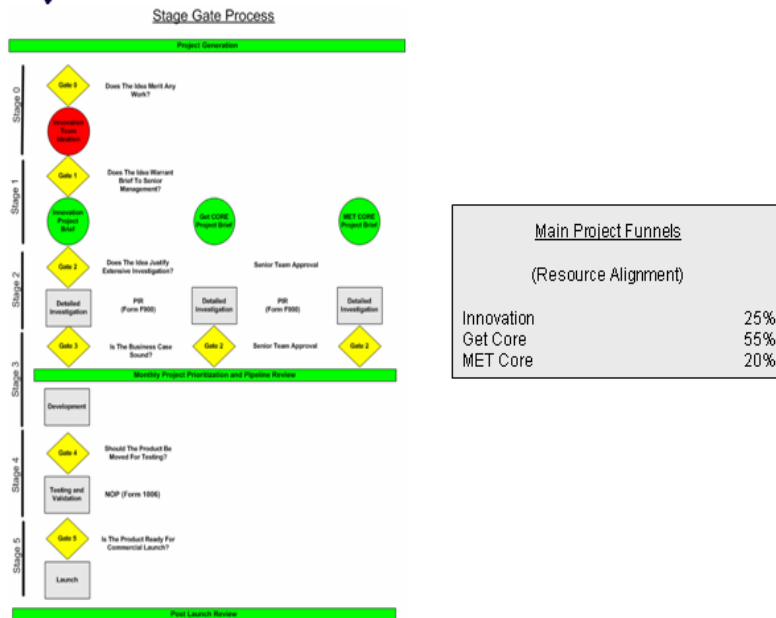 Stage Gate Process
Project Generation
Stage 0
Gate 0
Does The Idea Merit Any
Work?
Innovation
Team
Ideation
Stage 1
Gate 1
Does The Idea Warrant
Brief To Senior
Management?
Innovation
Project
Brief
Get CORE
Project Brief
MET CORE
Project Brief
Stage 2
Gate 2
Does The Idea Justify
Extensive Investigation?
Senior Team Approval
Detailed
Investigation
PIR
(Form F900)
Detailed
Investigation
PIR
(Form F900)
Detailed
Investigation
Stage 3
Gate 3
Is The Business Case
Sound?
Gate 2
Senior Team Approval
Gate 2
Monthly Project Prioritization and Pipeline Review
Development
Stage 4
Gate 4
Should The Product Be
Moved For Testing?
Testing and
Validation
NOP (Form 1006)
Stage 5
Gate 5
Is The Product Ready For
Commercial Launch?
Launch
Post Launch Review
Main Project Funnels
(Resource Alignment)
Innovation 25%
Get Core 55%
MET Core 20%